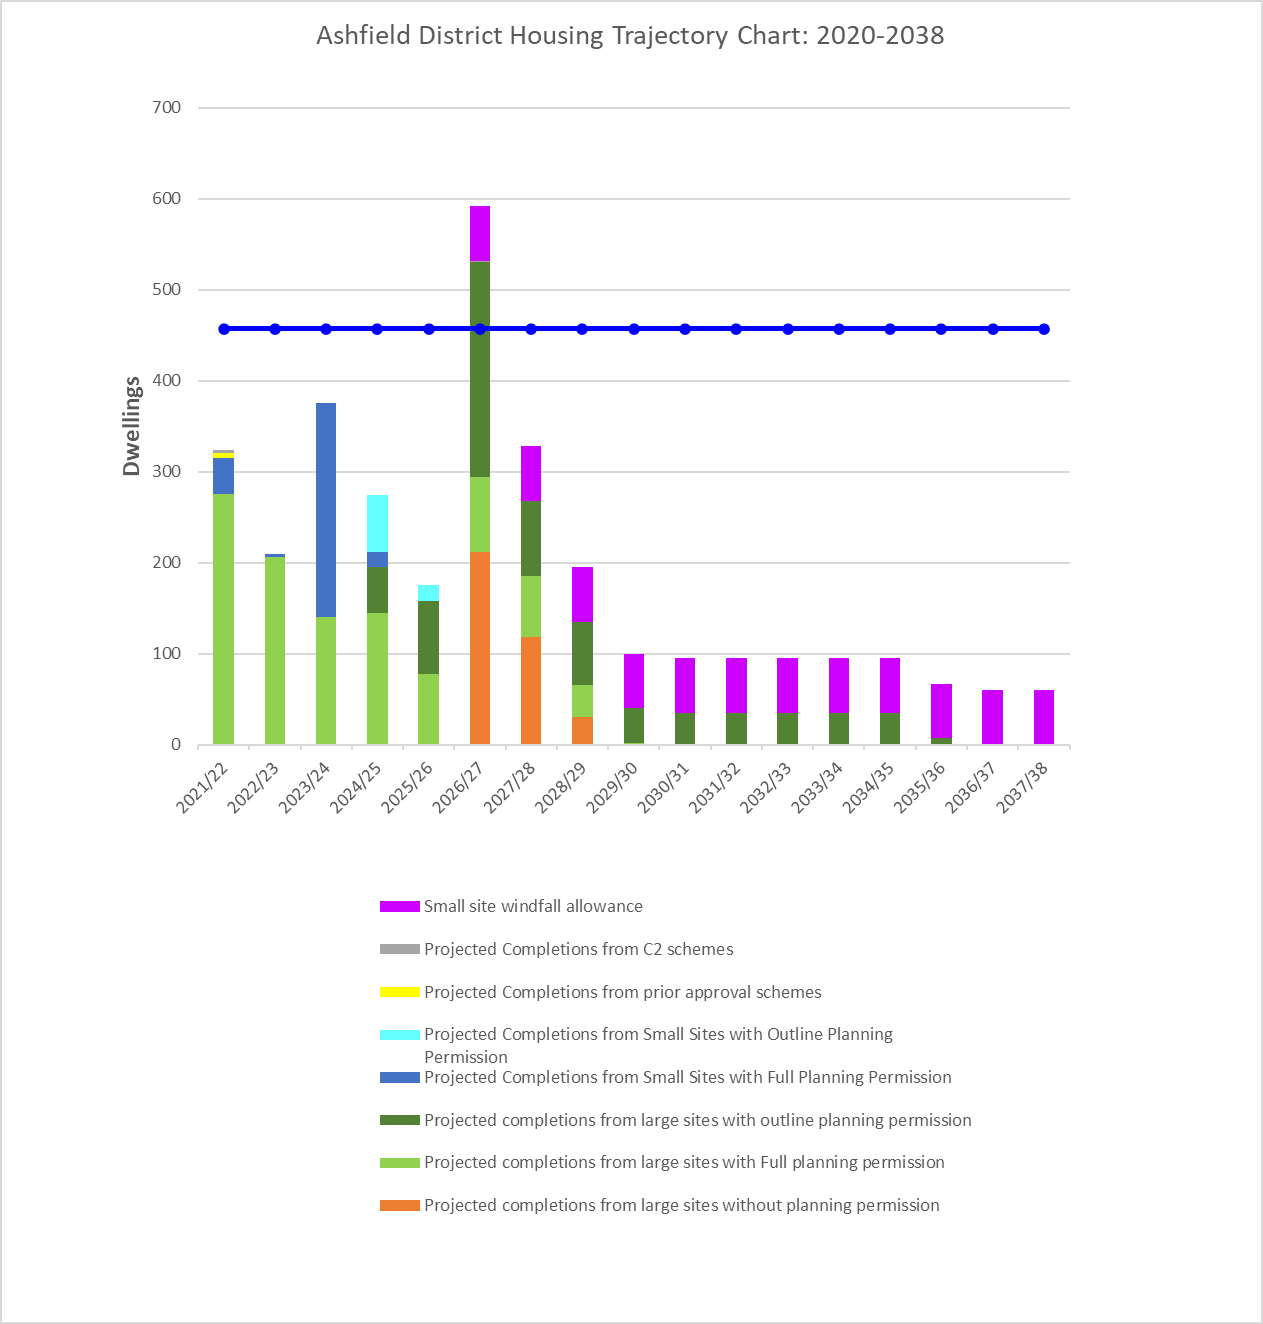 Ashfield District Housing Trajectory Chart: 2020-2038
700
600
500
400
300
200
100
0
Dwellings
2021/22
2022/23
2023/24
2024/25
2025/26
2026/27
2027/28
2028/29
2029/30
2030/31
2031/32
2032/33
2033/34
2034/35
2035/36
2036/37
2037/38
Small site windfall allowance
Projected Completions from C2 schemes
Projected Completions from prior approval schemes
Projected Completions from Small Sites with Outline Planning
Permission
Projected Completions from Small Sites with Full Planning Permission
Projected completions from large sites with outline planning permission
Projected completions from large sites with Full planning permission
Projected completions from large sites without planning permission